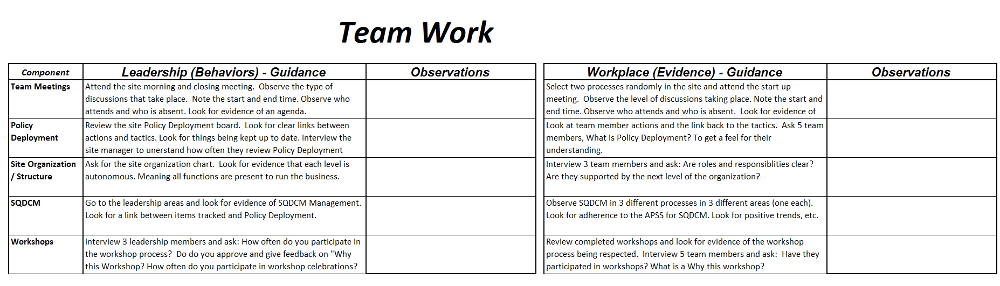 Team Work
Component
Leadership (Behaviors) - Guidance
Observations
Workplace (Evidence) - Guidance
Observations
Team Meetings
Attend the site morning and closing meeting.  Observe the type of
discussions that take place.  Note the start and end time. Observe who
attends and who is absent. Look for evidence of an agenda.
Select two processes randomly in the site and attend the start up
meeting.  Observe the level of discussions taking place. Note the start and
end time. Observe who attends and who is absent.  Look for evidence of
Policy
Deployment
Review the site Policy Deployment board.  Look for clear links between
actions and tactics. Look for things being kept up to date. Interview the
site manager to unerstand how often they review Policy Deployment
Look at team member actions and the link back to the tactics.  Ask 5 team
members, What is Policy Deployment? To get a feel for their
understanding.
Site Organization
/ Structure
Ask for the site organization chart.  Look for evidence that each level is
autonomous. Meaning all functions are present to run the business.
Interview 3 team members and ask: Are roles and responsiblities clear?
Are they supported by the next level of the organization?
SQDCM
Go to the leadership areas and look for evidence of SQDCM Management.
Look for a link between items tracked and Policy Deployment.
Observe SQDCM in 3 different processes in 3 different areas (one each).
Look for adherence to the APSS for SQDCM. Look for positive trends, etc.
Workshops
Interview 3 leadership members and ask: How often do you participate in
the workshop process?  Do do you approve and give feedback on "Why
this Workshop? How often do you participate in workshop celebrations?
Review completed workshops and look for evidence of the workshop
process being respected.  Interview 5 team members and ask:  Have they
participated in workshops? What is a Why this workshop?